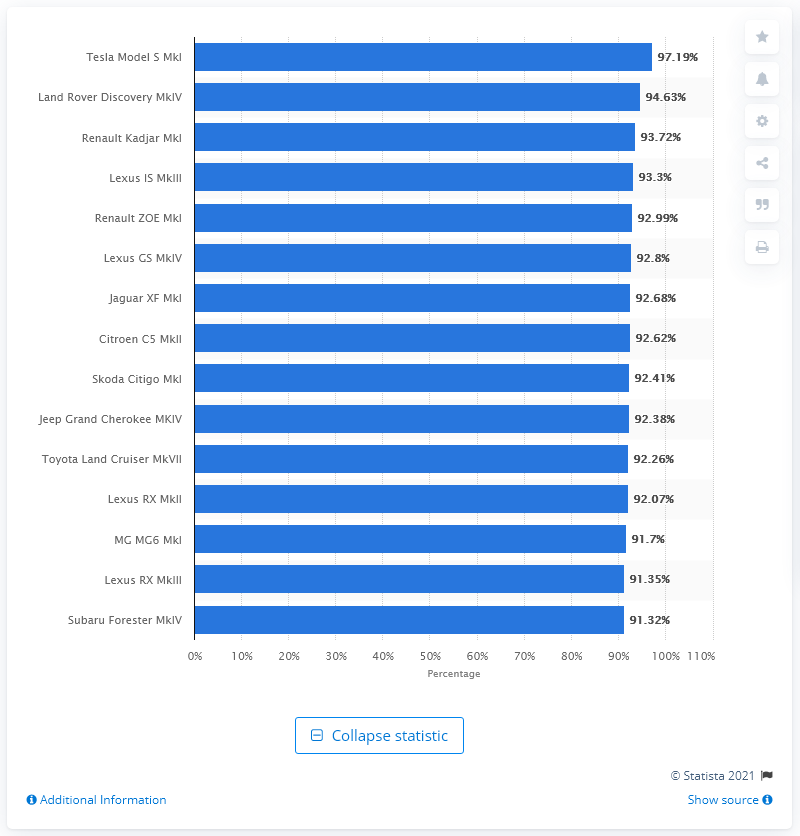 Tesla Model S MkI 97.19%
Land Rover Discovery MkIV 94.63%
Renault Kadjar MkI 93.72%
Lexus IS MkIII 93.3%
Renault ZOE MkI 92.99%
Lexus GS MkIV 92.8%
Jaguar XF MkI 92.68%
Citroen C5 MkII 92.62%
Skoda Citigo MkI 92.41%
Jeep Grand Cherokee MKIV 92.38%
Toyota Land Cruiser MkVII 92.26%
Lexus RX MkII 92.07%
MG MG6 MkI 91.7%
Lexus RX MkIII 91.35%
Subaru Forester MkIV 91.32%
0% 10% 20% 30% 40% 50% 60% 70% 80% 90% 100% 110%
Percentage
Collapse statistic
© Statista 2021
Additional Information Show source